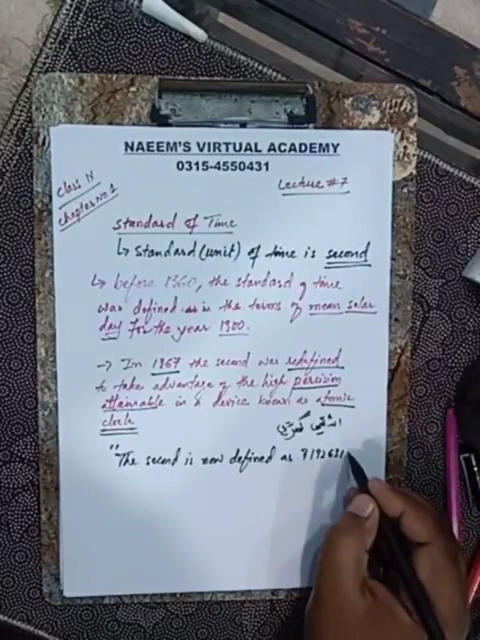 NAEEM'S VIRTUAL ACADEMY
0315-4550431
Lecture #7
Class IX
Chapter No 1
Standard of Time
↳ Standard (unit) of time is second
↳ before 1960, the standard of time
was defined as in the terms of mean solar
day for the year 1900.
→ In 1967 the second was redefined
to take advantage of the high percision
attainable in a device known as atomic
clock
ایٹمی گھڑی
"The second is now defined as 9192631